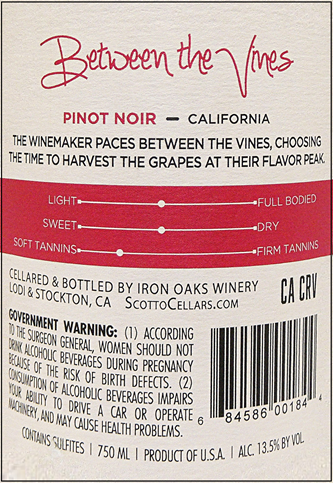 Between the Vines
PINOT NOIR — CALIFORNIA
THE WINEMAKER PACES BETWEEN THE VINES, CHOOSING
THE TIME TO HARVEST THE GRAPES AT THEIR FLAVOR PEAK.
LIGHT FULL BODIED
SWEET DRY
SOFT TANNINS FIRM TANNINS
CELLARED & BOTTLED BY IRON OAKS WINERY
LODI & STOCKTON, CA SCOTTOCELLARS.COM
CA CRV
GOVERNMENT WARNING: (1) ACCORDING
TO THE SURGEON GENERAL, WOMEN SHOULD NOT
DRINK ALCOHOLIC BEVERAGES DURING PREGNANCY
BECAUSE OF THE RISK OF BIRTH DEFECTS. (2)
CONSUMPTION OF ALCOHOLIC BEVERAGES IMPAIRS
YOUR ABILITY TO DRIVE A CAR OR OPERATE
MACHINERY, AND MAY CAUSE HEALTH PROBLEMS.
6 84586 00184 4
CONTAINS SULFITES | 750 ML | PRODUCT OF U.S.A. | ALC. 13.5% BY VOL.